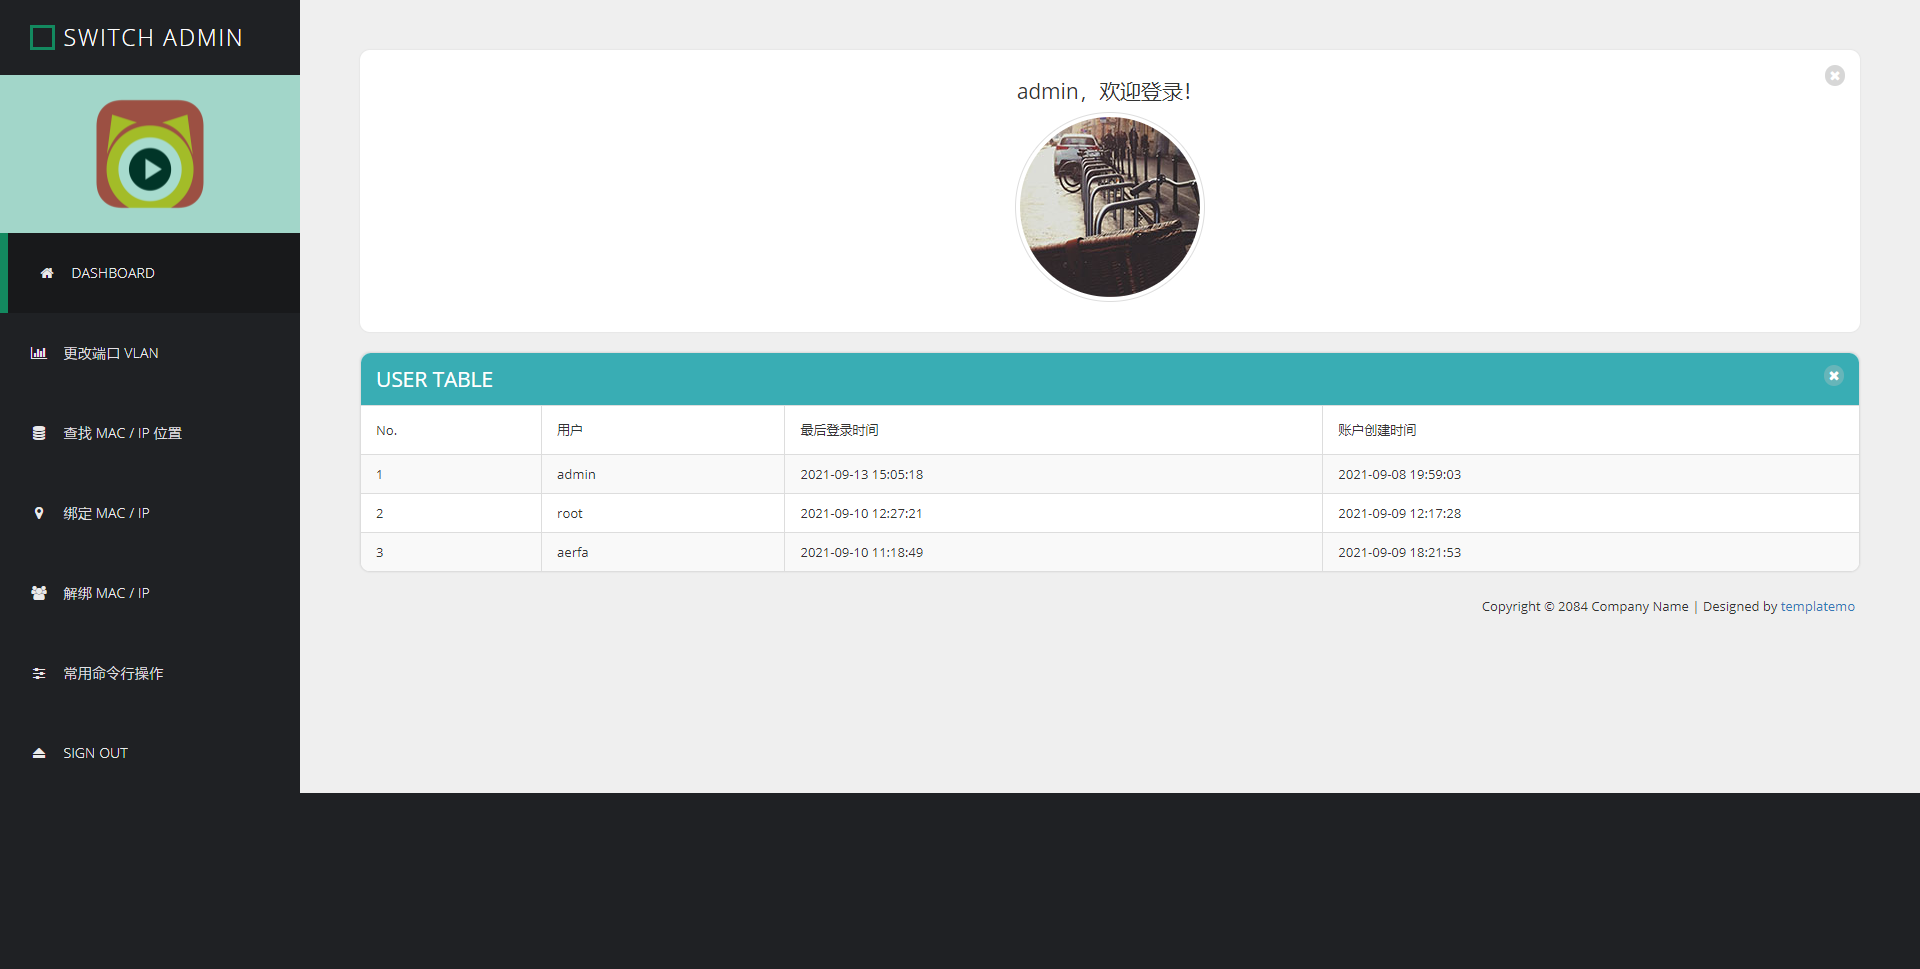 SWITCH ADMIN
DASHBOARD
更改端口 VLAN
查找 MAC / IP 位置
绑定 MAC / IP
解绑 MAC / IP
常用命令行操作
SIGN OUT
admin，欢迎登录!
USER TABLE
No. 用户 最后登录时间 账户创建时间
1 admin 2021-09-13 15:05:18 2021-09-08 19:59:03
2 root 2021-09-10 12:27:21 2021-09-09 12:17:28
3 aerfa 2021-09-10 11:18:49 2021-09-09 18:21:53
Copyright © 2084 Company Name | Designed by templatemo